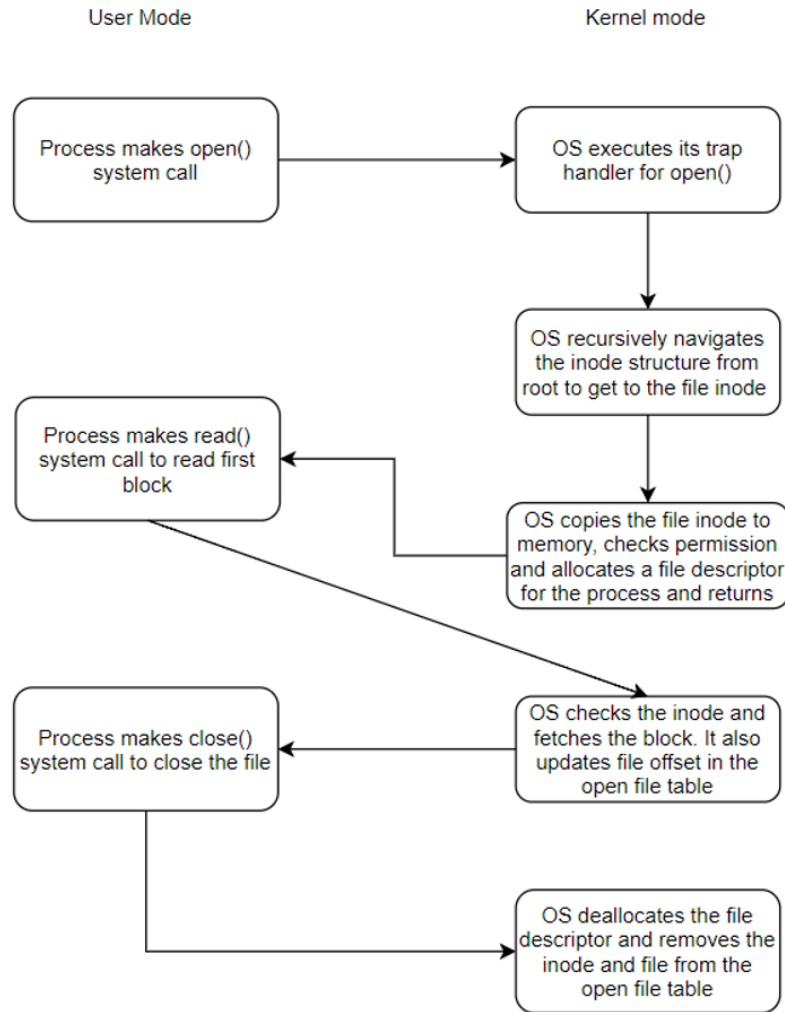 User Mode
Kernel mode
Process makes open()
system call
OS executes its trap
handler for open()
OS recursively navigates
the inode structure from
root to get to the file inode
Process makes read()
system call to read first
block
OS copies the file inode to
memory, checks permission
and allocates a file descriptor
for the process and returns
OS checks the inode and
fetches the block. It also
updates file offset in the
open file table
Process makes close()
system call to close the file
OS deallocates the file
descriptor and removes the
inode and file from the
open file table